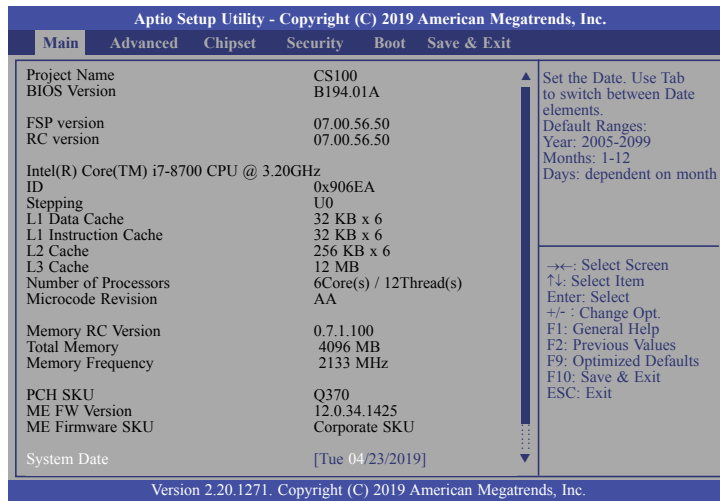 Aptio Setup Utility - Copyright (C) 2019 American Megatrends, Inc.
Main Advanced Chipset Security Boot Save & Exit
Project Name CS100
BIOS Version B194.01A
FSP version 07.00.56.50
RC version 07.00.56.50
Intel(R) Core(TM) i7-8700 CPU @ 3.20GHz
ID 0x906EA
Stepping U0
L1 Data Cache 32 KB x 6
L1 Instruction Cache 32 KB x 6
L2 Cache 256 KB x 6
L3 Cache 12 MB
Number of Processors 6Core(s) / 12Thread(s)
Microcode Revision AA
Memory RC Version 0.7.1.100
Total Memory 4096 MB
Memory Frequency 2133 MHz
PCH SKU Q370
ME FW Version 12.0.34.1425
ME Firmware SKU Corporate SKU
System Date [Tue 04/23/2019]
Set the Date. Use Tab
to switch between Date
elements.
Default Ranges:
Year: 2005-2099
Months: 1-12
Days: dependent on month
→←: Select Screen
↑↓: Select Item
Enter: Select
+/- : Change Opt.
F1: General Help
F2: Previous Values
F9: Optimized Defaults
F10: Save & Exit
ESC: Exit
Version 2.20.1271. Copyright (C) 2019 American Megatrends, Inc.